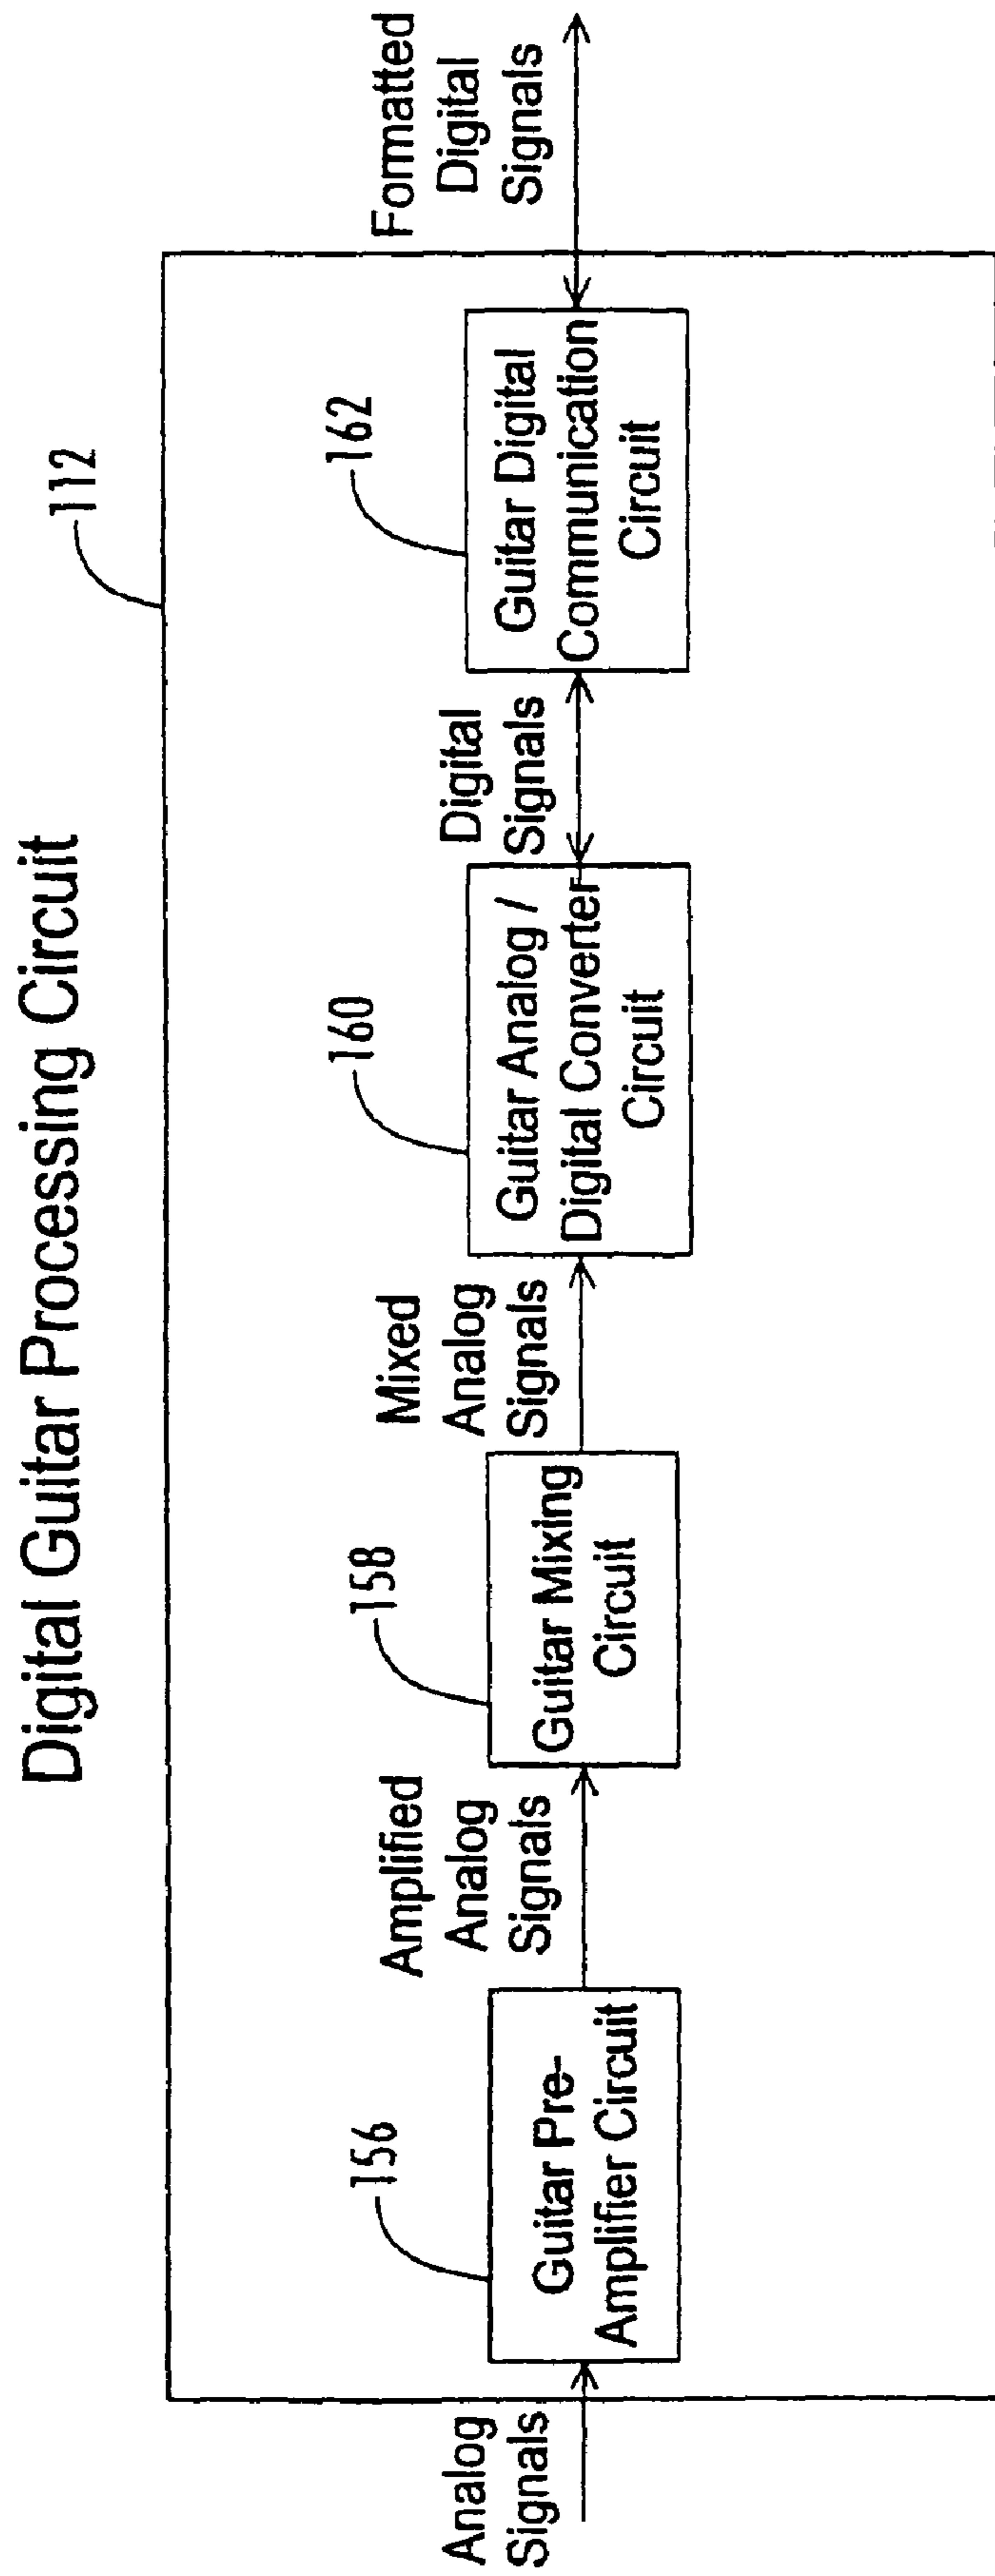 Digital Guitar Processing Circuit
112
Analog
Signals
156
Guitar Pre-
Amplifier Circuit
Amplified
Analog
Signals
158
Guitar Mixing
Circuit
Mixed
Analog
Signals
160
Guitar Analog /
Digital Converter
Circuit
Digital
Signals
162
Guitar Digital
Communication
Circuit
Formatted
Digital
Signals